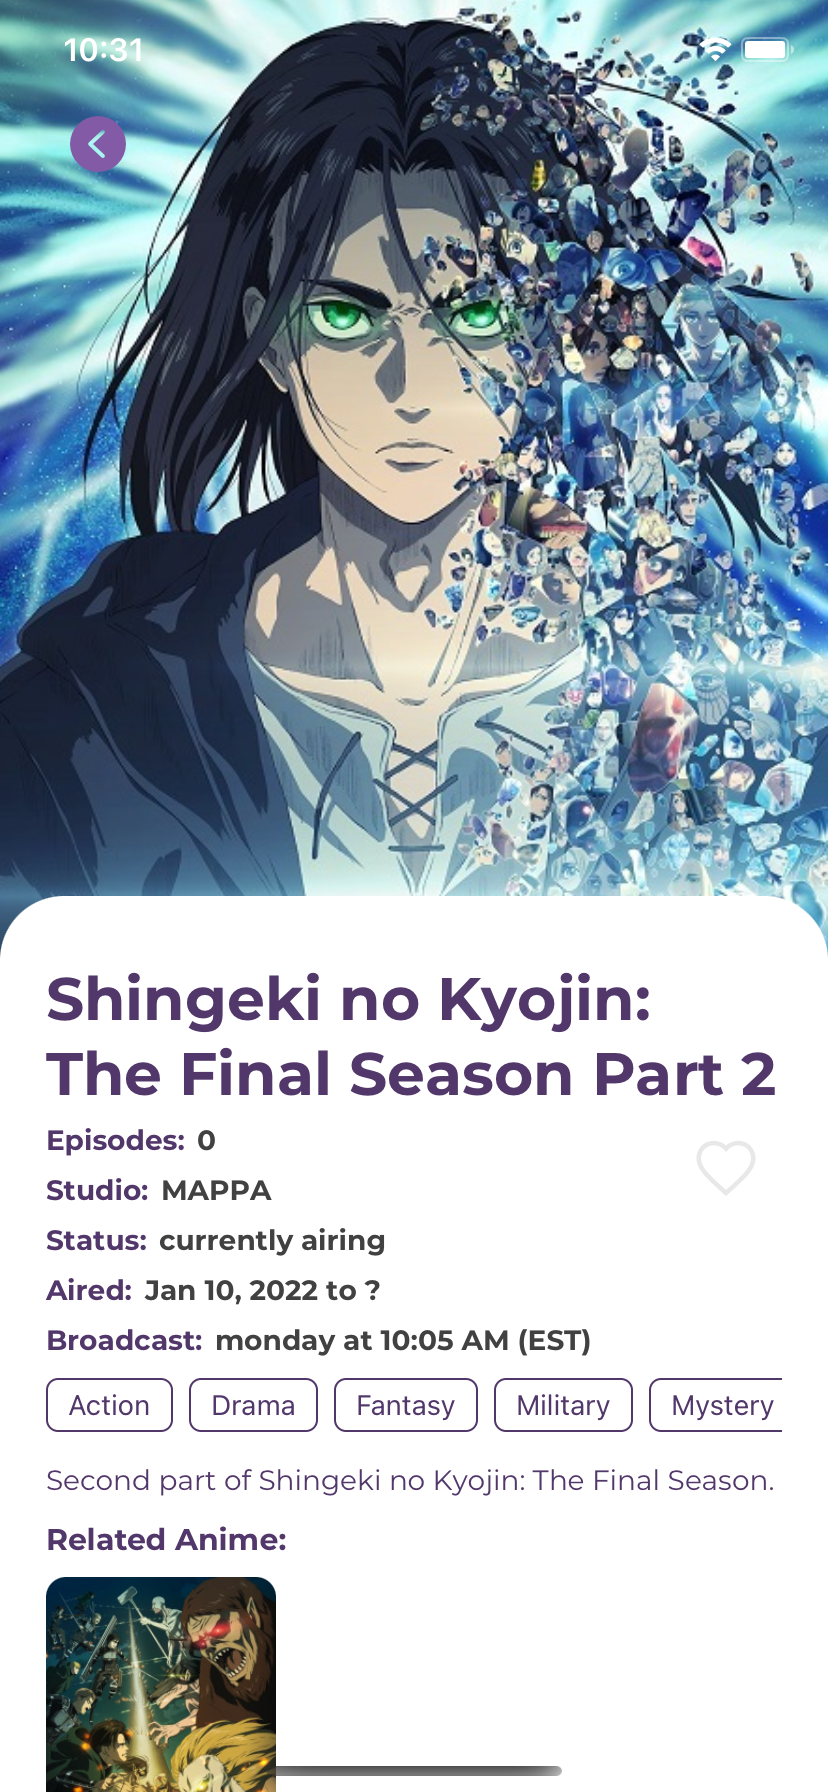 10:31
Shingeki no Kyojin:
The Final Season Part 2
Episodes: 0
Studio: MAPPA
Status: currently airing
Aired: Jan 10, 2022 to ?
Broadcast: monday at 10:05 AM (EST)
Action Drama Fantasy Military Mystery
Second part of Shingeki no Kyojin: The Final Season.
Related Anime: